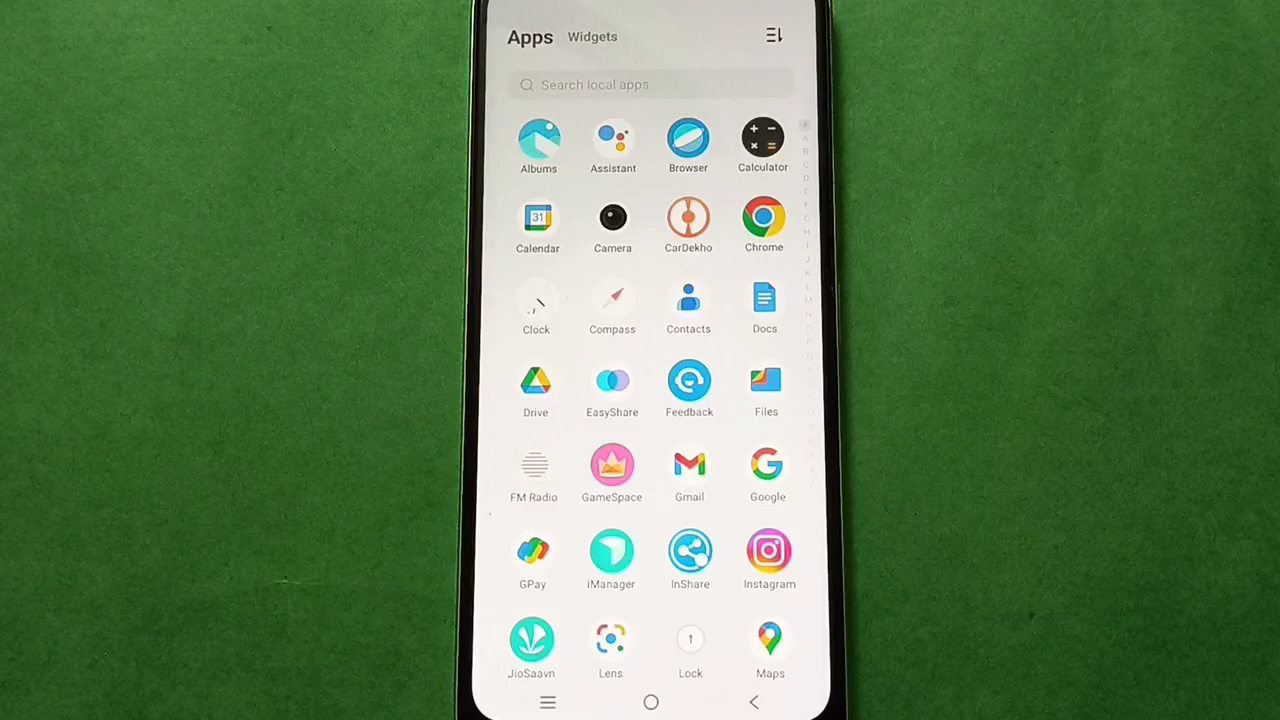 Apps Widgets
Search local apps
Albums Assistant Browser Calculator
31
Calendar Camera CarDekho Chrome
Clock Compass Contacts Docs
Drive EasyShare Feedback Files
FM Radio GameSpace Gmail Google
GPay iManager InShare Instagram
JioSaavn Lens Lock Maps